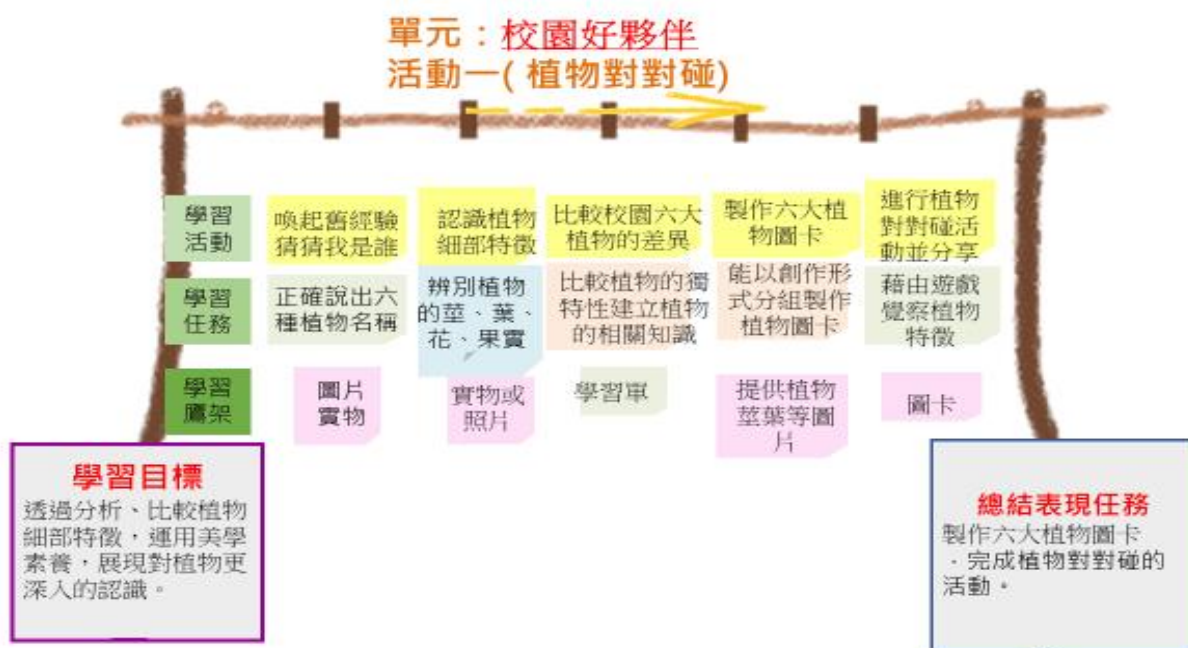 單元：校園好夥伴
活動一( 植物對對碰)
學習
活動
喚起舊經驗
猜猜我是誰
認識植物
細部特徵
比較校園六大
植物的差異
製作六大植
物圖卡
進行植物
對對碰活
動並分享
學習
任務
正確說出六
種植物名稱
辨別植物
的莖、葉、
花、果實
比較植物的獨
特性建立植物
的相關知識
能以創作形
式分組製作
植物圖卡
藉由遊戲
覺察植物
特徵
學習
鷹架
圖片
實物
實物或
照片
學習單
提供植物
莖葉等圖
片
圖卡
學習目標
透過分析、比較植物
細部特徵，運用美學
素養，展現對植物更
深入的認識。
總結表現任務
製作六大植物圖卡
﹑完成植物對對碰的
活動。